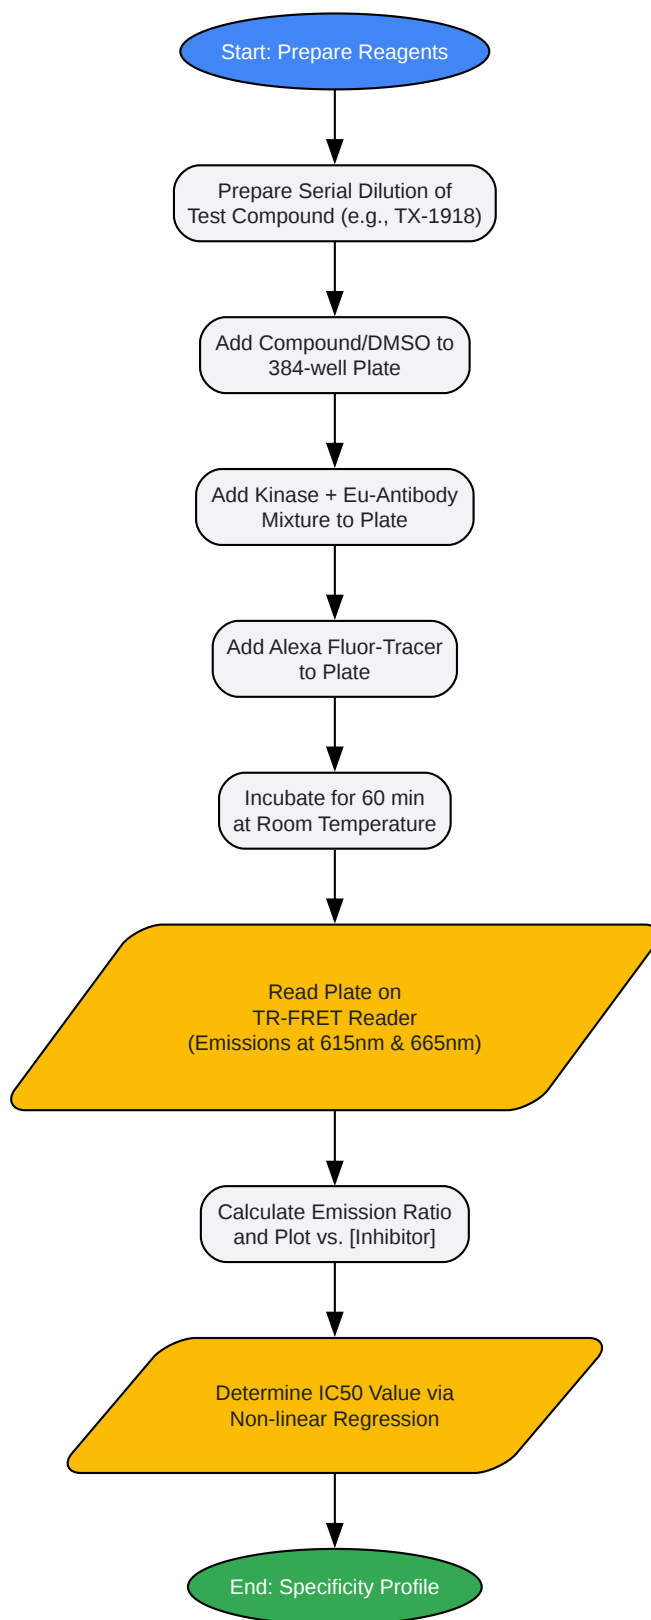 Start: Prepare Reagents
Prepare Serial Dilution of
Test Compound (e.g., TX-1918)
Add Compound/DMSO to
384-well Plate
Add Kinase + Eu-Antibody
Mixture to Plate
Add Alexa Fluor-Tracer
to Plate
Incubate for 60 min
at Room Temperature
Read Plate on
TR-FRET Reader
(Emissions at 615nm & 665nm)
Calculate Emission Ratio
and Plot vs. [Inhibitor]
Determine IC50 Value via
Non-linear Regression
End: Specificity Profile